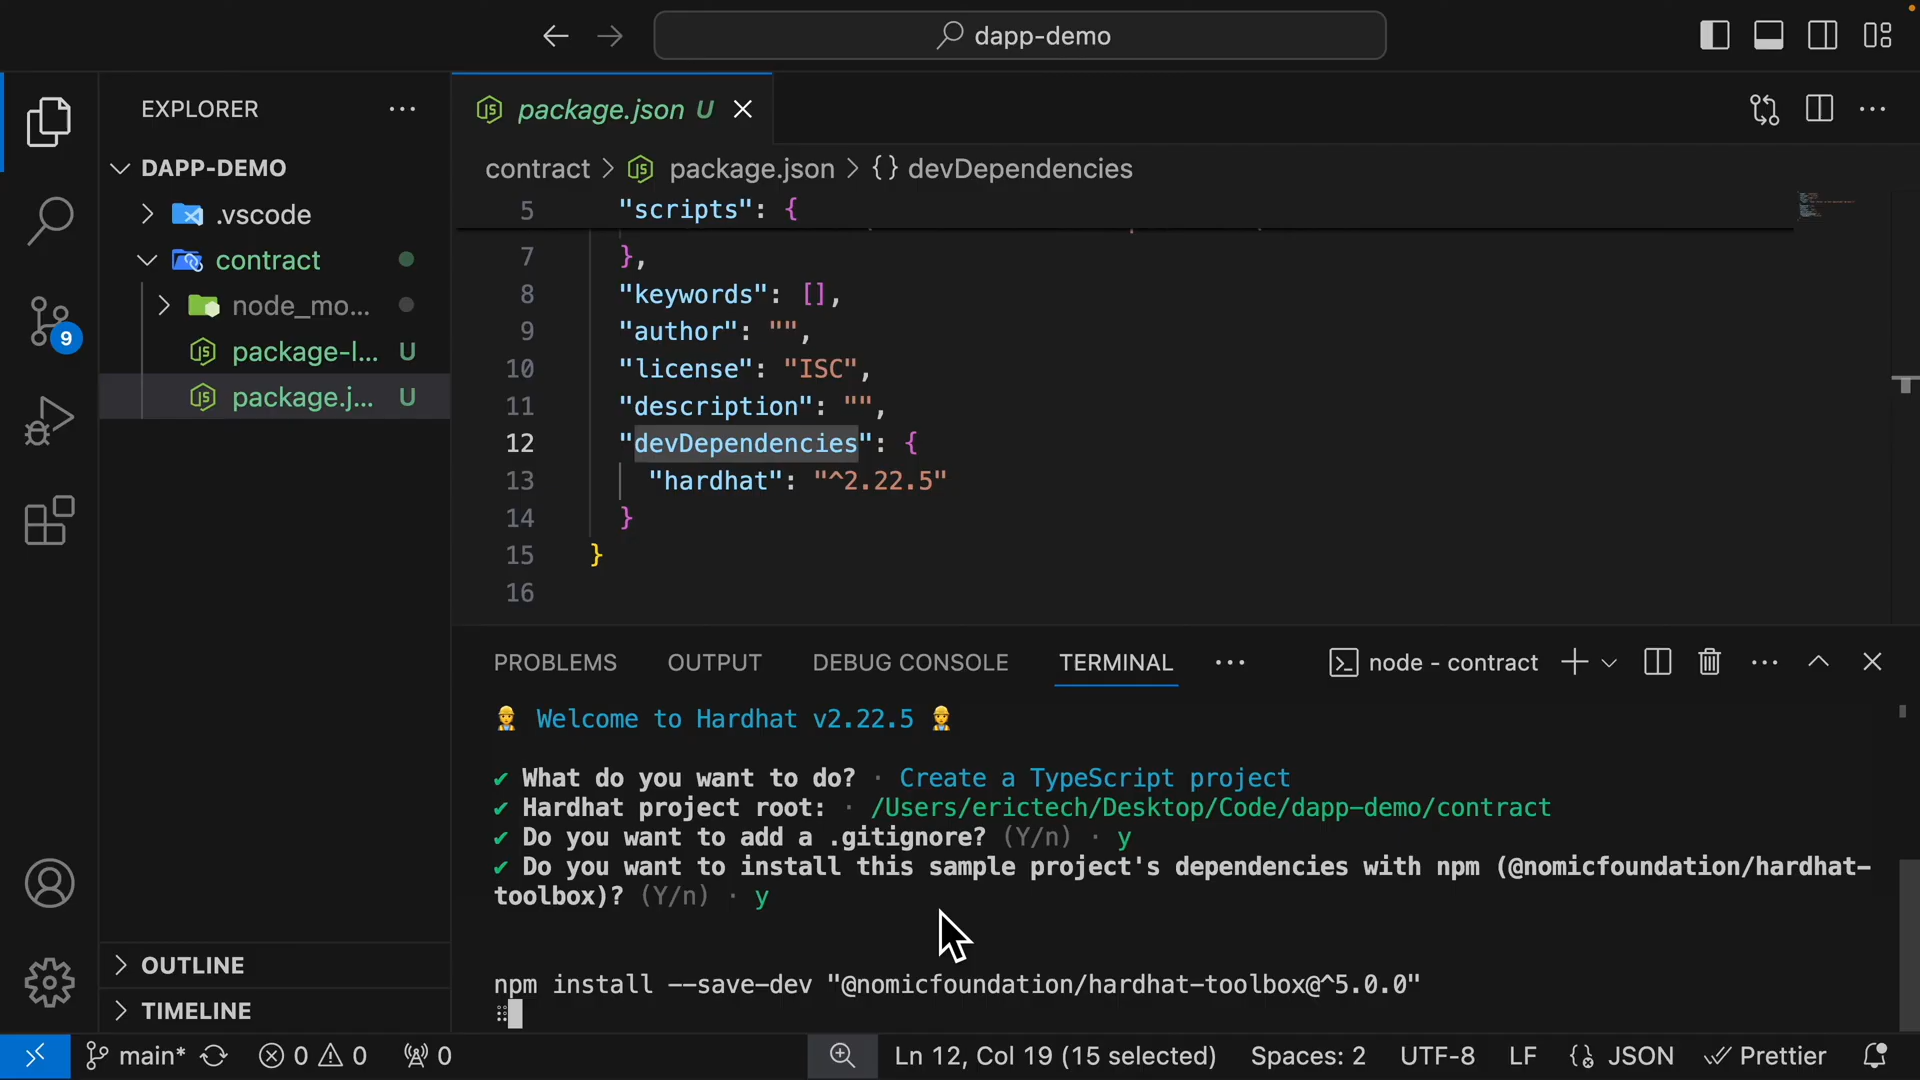 dapp-demo
EXPLORER
DAPP-DEMO
.vscode
contract
node_mo...
package-l... U
package.j... U
OUTLINE
TIMELINE
9
package.json U
contract > package.json > {} devDependencies
5 "scripts": {
7 },
8 "keywords": [],
9 "author": "",
10 "license": "ISC",
11 "description": "",
12 "devDependencies": {
13 "hardhat": "^2.22.5"
14 }
15 }
16
PROBLEMS OUTPUT DEBUG CONSOLE TERMINAL ··· node - contract
Welcome to Hardhat v2.22.5
✔ What do you want to do? · Create a TypeScript project
✔ Hardhat project root: · /Users/erictech/Desktop/Code/dapp-demo/contract
✔ Do you want to add a .gitignore? (Y/n) · y
✔ Do you want to install this sample project's dependencies with npm (@nomicfoundation/hardhat-
toolbox)? (Y/n) · y
npm install --save-dev "@nomicfoundation/hardhat-toolbox@^5.0.0"
main* 0 0 0 Ln 12, Col 19 (15 selected) Spaces: 2 UTF-8 LF {} JSON Prettier